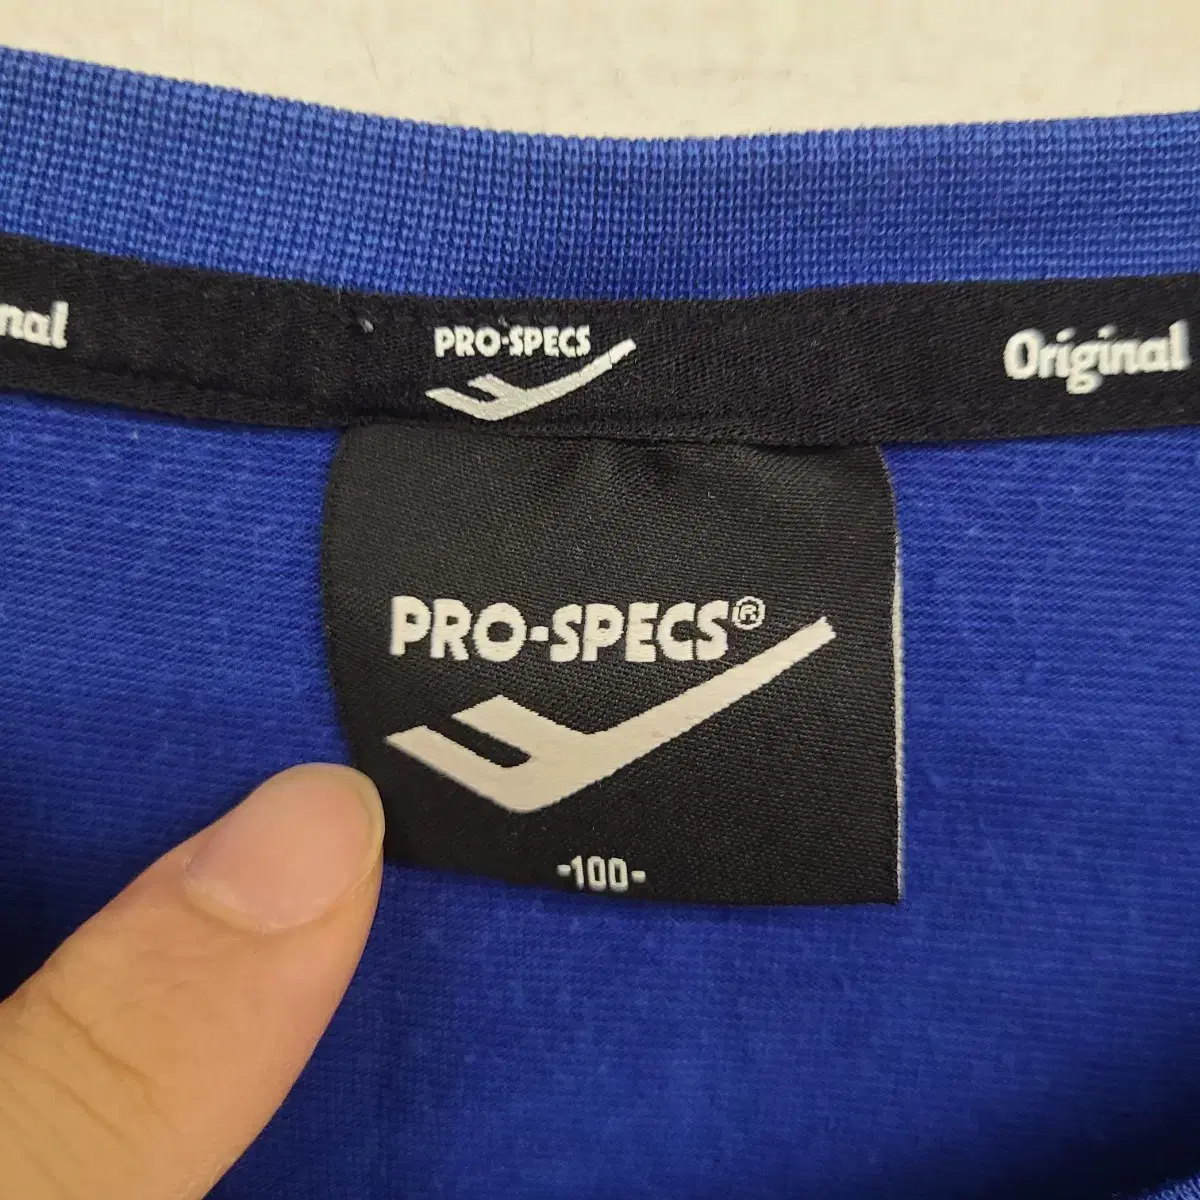 nal
PRO-SPECS
Original
PRO-SPECS®
-100-